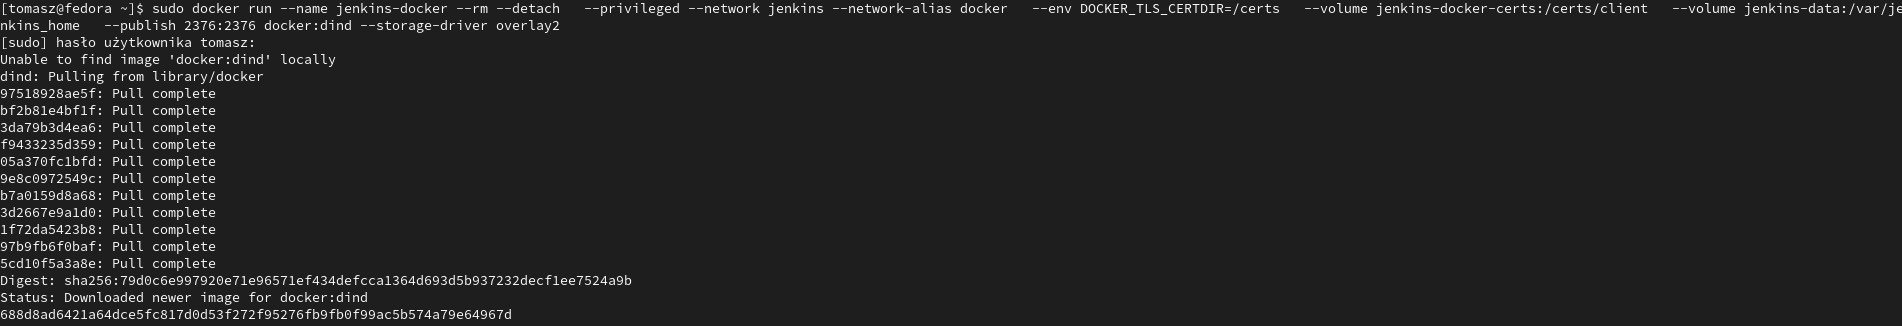 [tomasz@fedora ~]$ sudo docker run --name jenkins-docker --rm --detach   --privileged --network jenkins --network-alias docker   --env DOCKER_TLS_CERTDIR=/certs   --volume jenkins-docker-certs:/certs/client   --volume jenkins-data:/var/je
nkins_home   --publish 2376:2376 docker:dind --storage-driver overlay2
[sudo] hasło użytkownika tomasz:
Unable to find image 'docker:dind' locally
dind: Pulling from library/docker
97518928ae5f: Pull complete
bf2b81e4bf1f: Pull complete
3da79b3d4ea6: Pull complete
f9433235d359: Pull complete
05a370fc1bfd: Pull complete
9e8c0972549c: Pull complete
b7a0159d8a68: Pull complete
3d2667e9a1d0: Pull complete
1f72da5423b8: Pull complete
97b9fb6f0baf: Pull complete
5cd10f5a3a8e: Pull complete
Digest: sha256:79d0c6e997920e71e96571ef434defcca1364d693d5b937232decf1ee7524a9b
Status: Downloaded newer image for docker:dind
688d8ad6421a64dce5fc817d0d53f272f95276fb9fb0f99ac5b574a79e64967d